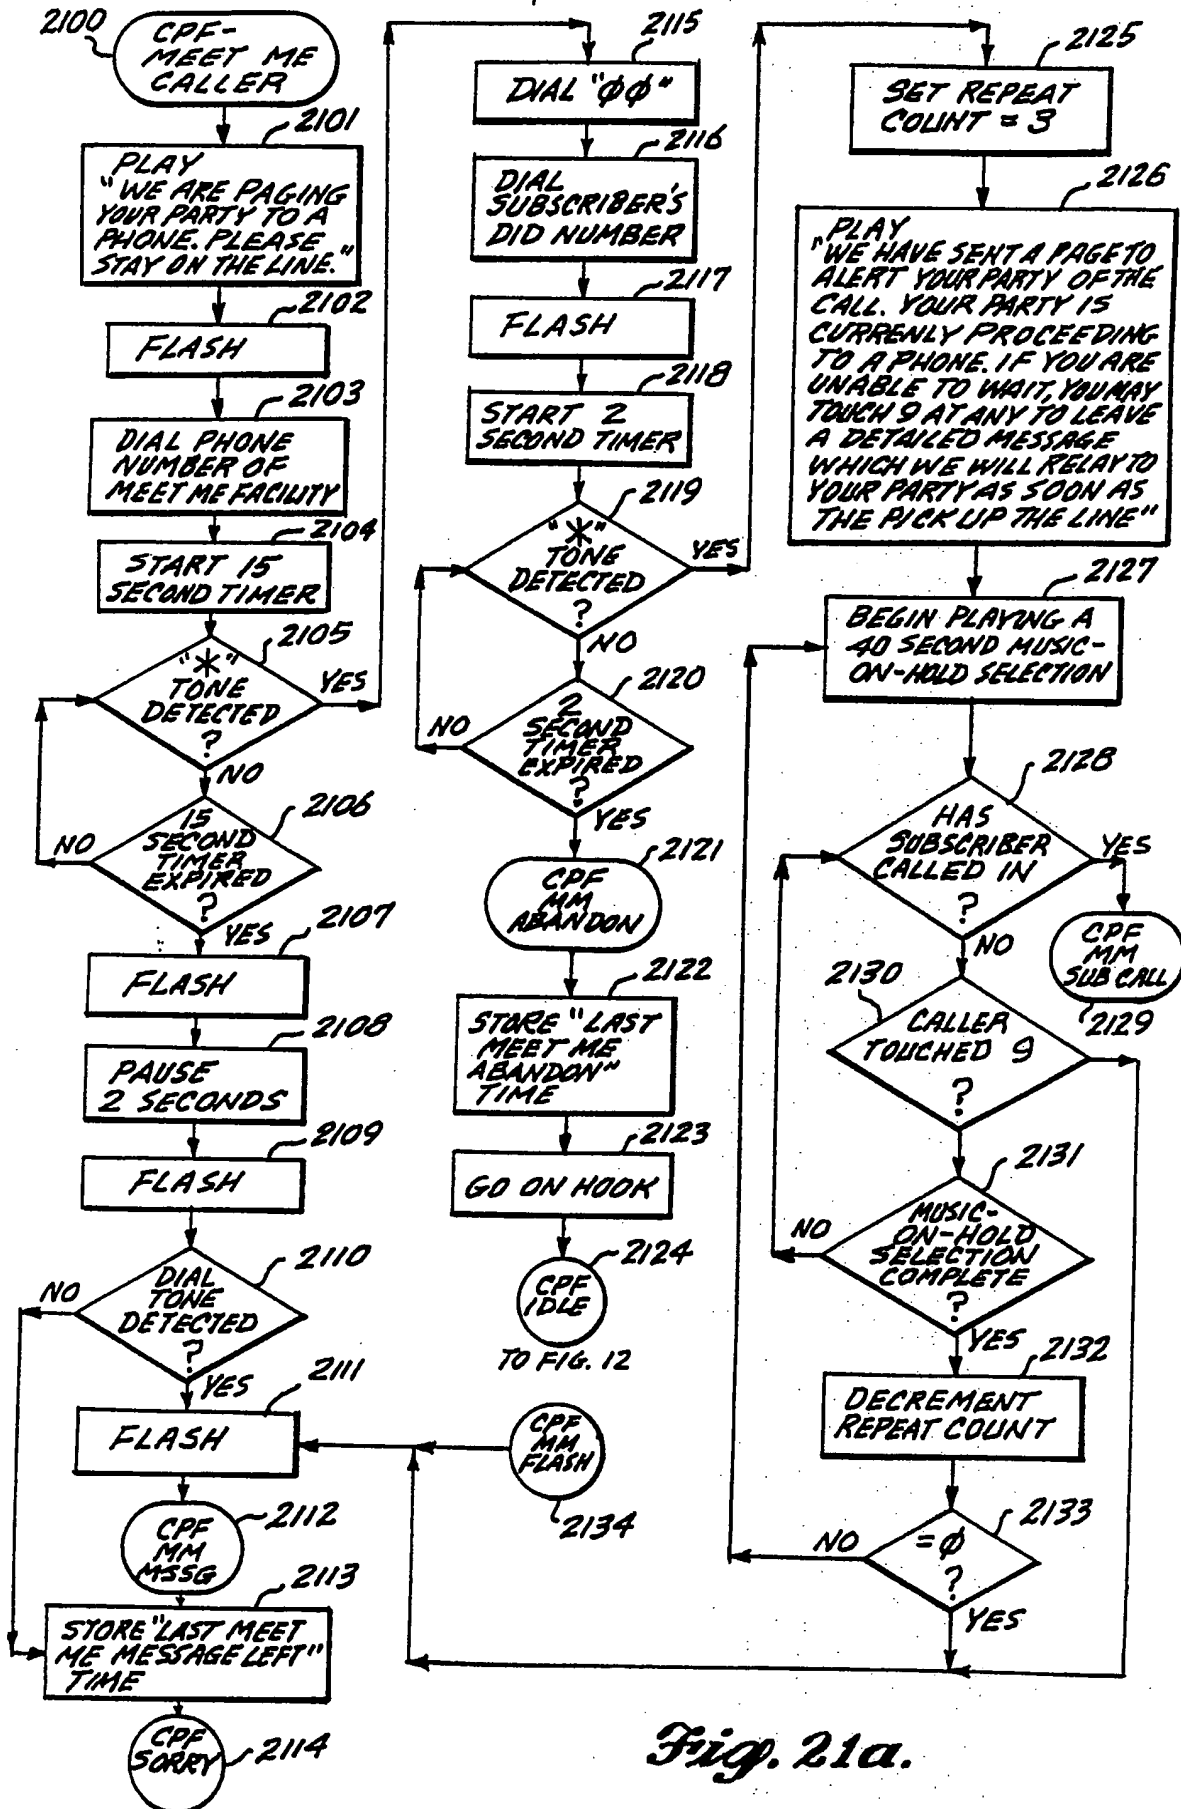 2100
CPF-
MEET ME
CALLER
2101
PLAY
"WE ARE PAGING
YOUR PARTY TO A
PHONE. PLEASE
STAY ON THE LINE."
2102
FLASH
2103
DIAL PHONE
NUMBER OF
MEET ME FACILITY
2104
START 15
SECOND TIMER
2105
"*"
TONE
DETECTED
?
YES
NO
2106
15
SECOND
TIMER
EXPIRED
?
NO
YES
2107
FLASH
2108
PAUSE
2 SECONDS
2109
FLASH
2110
DIAL
TONE
DETECTED
?
NO
YES
2111
FLASH
2112
CPF
MM
MSSG
2113
STORE "LAST MEET
ME MESSAGE LEFT"
TIME
2114
CPF
SORRY
2115
DIAL "φφ"
2116
DIAL
SUBSCRIBER'S
DID NUMBER
2117
FLASH
2118
START 2
SECOND TIMER
2119
"*"
TONE
DETECTED
?
YES
NO
2120
2
SECOND
TIMER
EXPIRED
?
NO
YES
2121
CPF
MM
ABANDON
2122
STORE "LAST
MEET ME
ABANDON"
TIME
2123
GO ON HOOK
2124
CPF
IDLE
TO FIG. 12
CPF
MM
FLASH
2134
2125
SET REPEAT
COUNT = 3
2126
PLAY
"WE HAVE SENT A PAGE TO
ALERT YOUR PARTY OF THE
CALL. YOUR PARTY IS
CURRENLY PROCEEDING
TO A PHONE. IF YOU ARE
UNABLE TO WAIT, YOU MAY
TOUCH 9 AT ANY TO LEAVE
A DETAILED MESSAGE
WHICH WE WILL RELAY TO
YOUR PARTY AS SOON AS
THE PICK UP THE LINE"
2127
BEGIN PLAYING A
40 SECOND MUSIC-
ON-HOLD SELECTION
2128
HAS
SUBSCRIBER
CALLED IN
?
YES
NO
CPF
MM
SUB CALL
2129
2130
CALLER
TOUCHED 9
?
2131
MUSIC-
ON-HOLD
SELECTION
COMPLETE
?
NO
YES
2132
DECREMENT
REPEAT COUNT
2133
=φ
?
NO
YES
Fig. 21a.